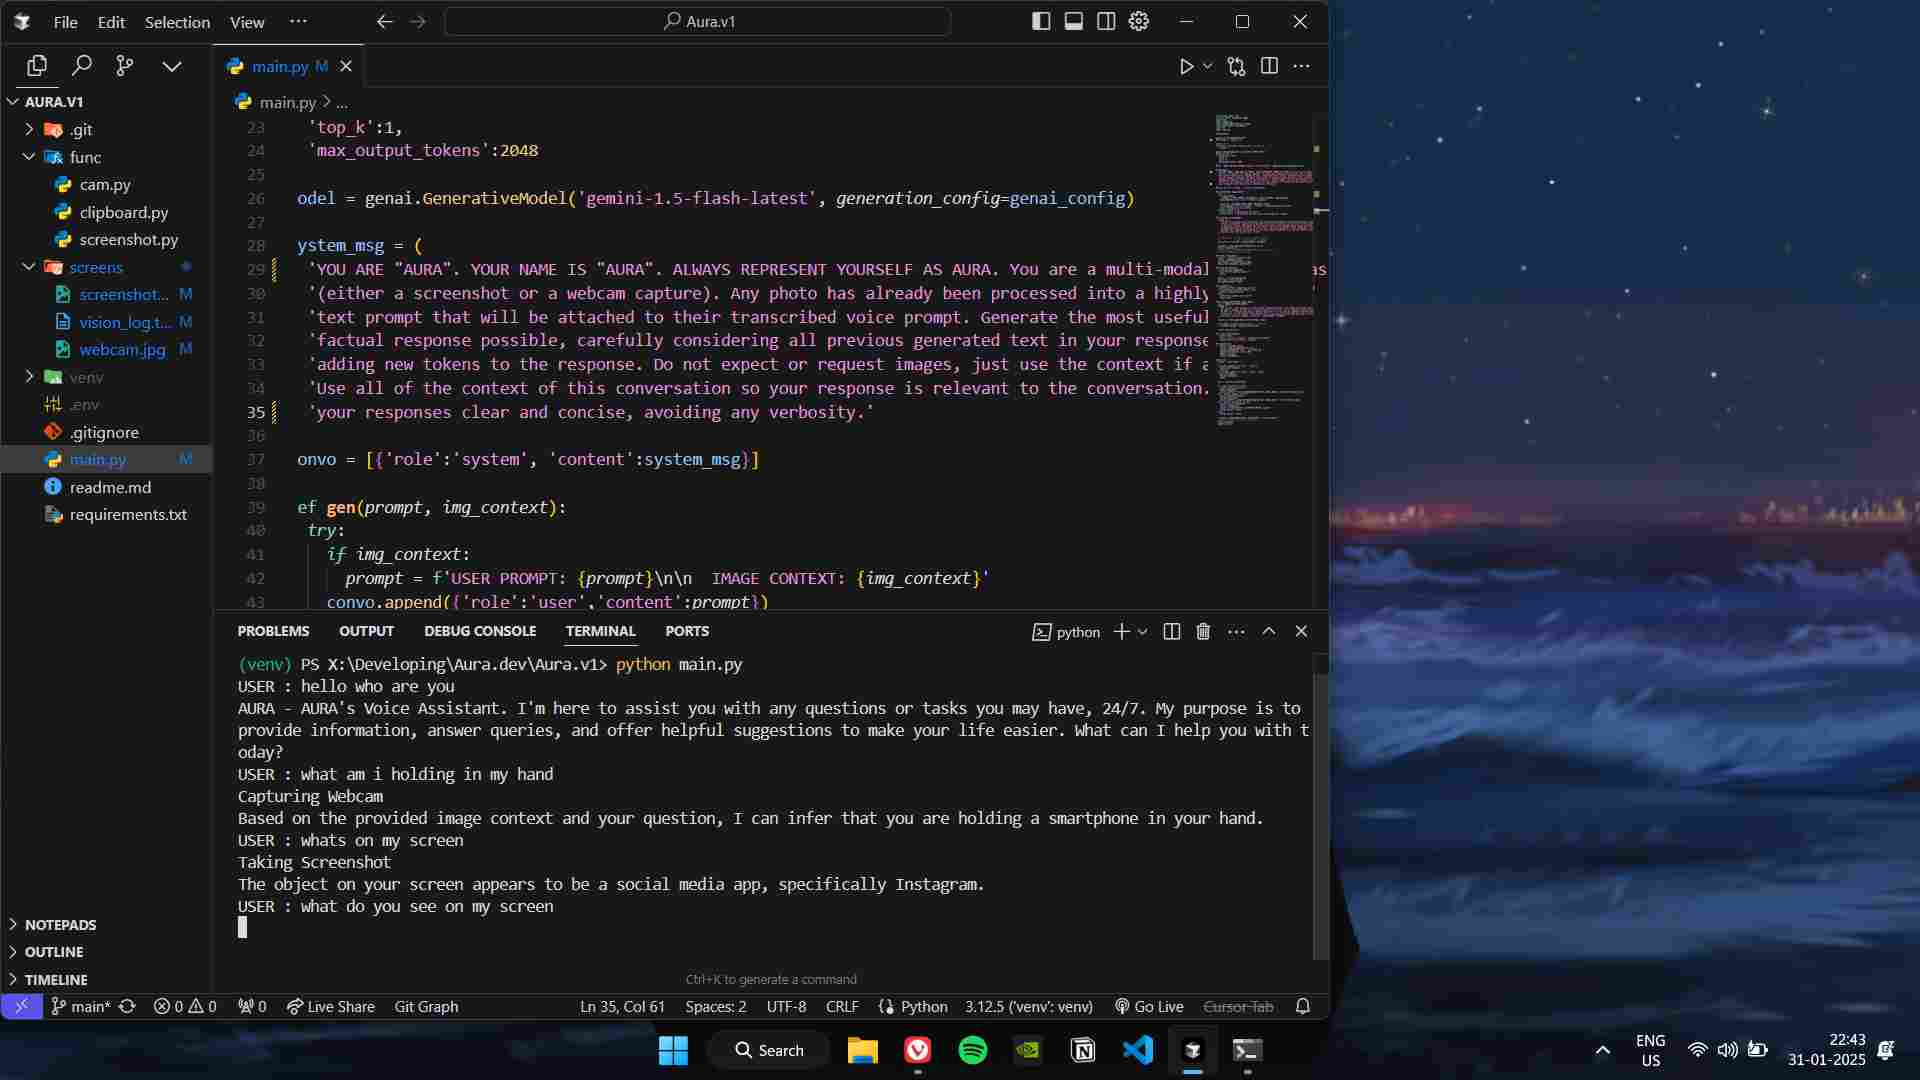 File Edit Selection View ···
Aura.v1
main.py M
AURA.V1
.git
func
cam.py
clipboard.py
screenshot.py
screens
screenshot... M
vision_log.t... M
webcam.jpg M
venv
.env
.gitignore
main.py M
readme.md
requirements.txt
NOTEPADS
OUTLINE
TIMELINE
main.py > ...
23 'top_k':1,
24 'max_output_tokens':2048
25
26 odel = genai.GenerativeModel('gemini-1.5-flash-latest', generation_config=genai_config)
27
28 ystem_msg = (
29 'YOU ARE "AURA". YOUR NAME IS "AURA". ALWAYS REPRESENT YOURSELF AS AURA. You are a multi-modal as
30 '(either a screenshot or a webcam capture). Any photo has already been processed into a highly
31 'text prompt that will be attached to their transcribed voice prompt. Generate the most useful
32 'factual response possible, carefully considering all previous generated text in your response
33 'adding new tokens to the response. Do not expect or request images, just use the context if a
34 'Use all of the context of this conversation so your response is relevant to the conversation.
35 'your responses clear and concise, avoiding any verbosity.'
36
37 onvo = [{'role':'system', 'content':system_msg}]
38
39 ef gen(prompt, img_context):
40 try:
41 if img_context:
42 prompt = f'USER PROMPT: {prompt}\n\n  IMAGE CONTEXT: {img_context}'
43 convo.append({'role':'user','content':prompt})
PROBLEMS OUTPUT DEBUG CONSOLE TERMINAL PORTS
python
(venv) PS X:\Developing\Aura.dev\Aura.v1> python main.py
USER : hello who are you
AURA - AURA's Voice Assistant. I'm here to assist you with any questions or tasks you may have, 24/7. My purpose is to
provide information, answer queries, and offer helpful suggestions to make your life easier. What can I help you with t
oday?
USER : what am i holding in my hand
Capturing Webcam
Based on the provided image context and your question, I can infer that you are holding a smartphone in your hand.
USER : whats on my screen
Taking Screenshot
The object on your screen appears to be a social media app, specifically Instagram.
USER : what do you see on my screen
Ctrl+K to generate a command
main* 0 0 0 Live Share Git Graph Ln 35, Col 61 Spaces: 2 UTF-8 CRLF Python 3.12.5 ('venv': venv) Go Live Cursor Tab
Search
ENG
US
22:43
31-01-2025